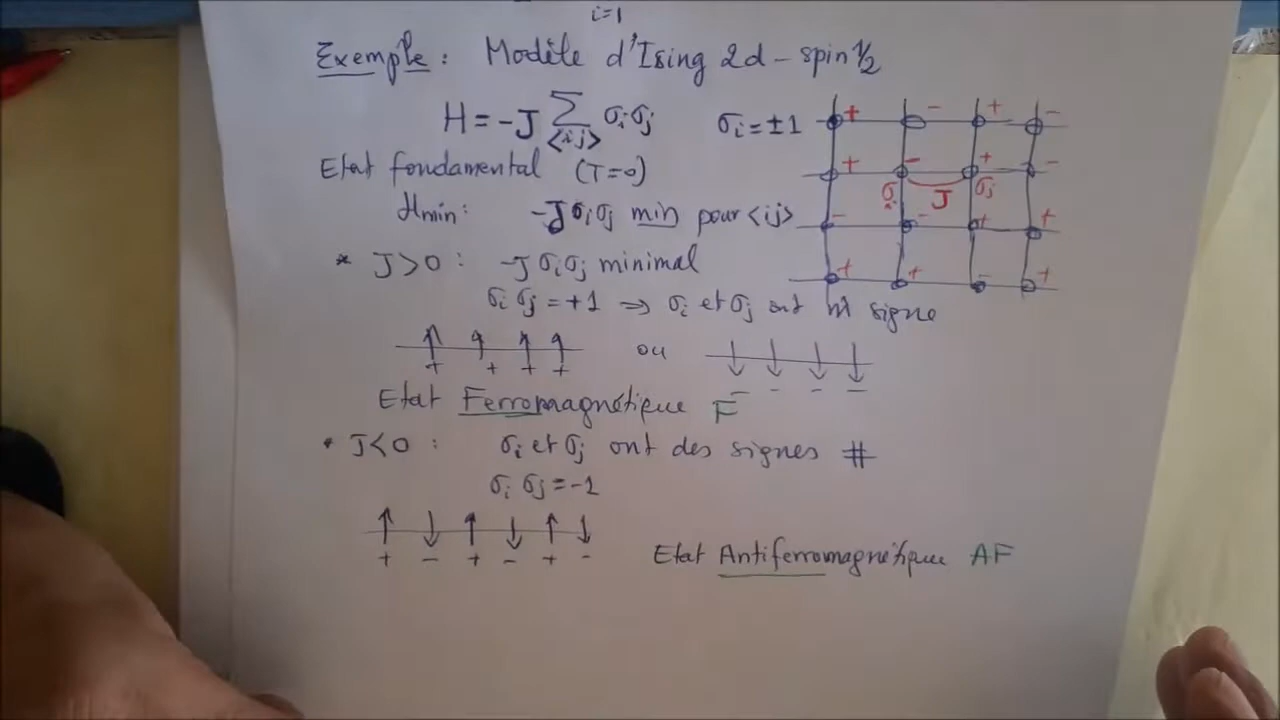 i=1
Exemple : Modèle d'Ising 2d - spin 1/2
H = -J Σ σi σj σi = ±1
<ij>
Etat fondamental (T=0)
Hmin : -J σi σj min pour <ij>
* J>0 : -J σi σj minimal
σi σj = +1 ⇒ σi et σj ont m̂ signe
+ + + + ou - - - -
Etat Ferromagnétique F
* J<0 : σi et σj ont des signes #
σi σj = -1
+ - + - + -
Etat Antiferromagnétique AF
+ - + -
+ - + -
σi J σj
- - + +
+ + - +